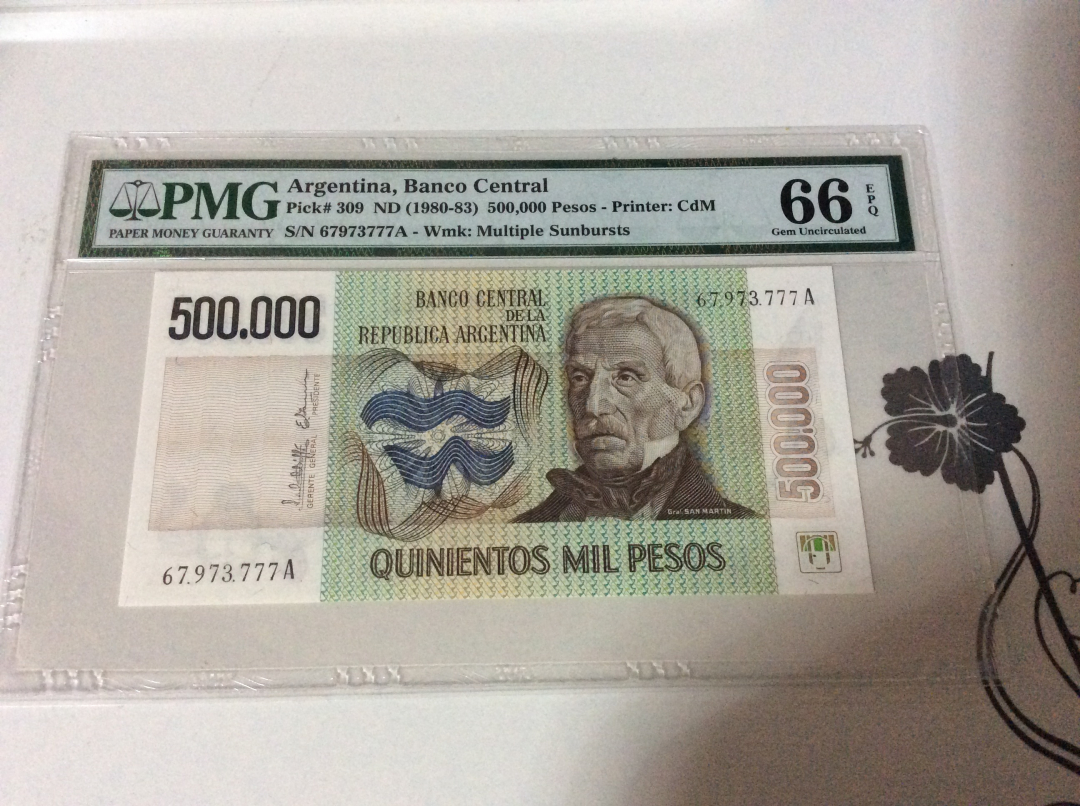 PMG
PAPER MONEY GUARANTY
Argentina, Banco Central
Pick# 309 ND (1980-83) 500,000 Pesos - Printer: CdM
S/N 67973777A - Wmk: Multiple Sunbursts
66
EPQ
Gem Uncirculated
500.000
BANCO CENTRAL
DE LA
REPUBLICA ARGENTINA
67.973.777 A
PRESIDENTE
GERENTE GENERAL
500.000
Gral. SAN MARTIN
QUINIENTOS MIL PESOS
67.973.777 A